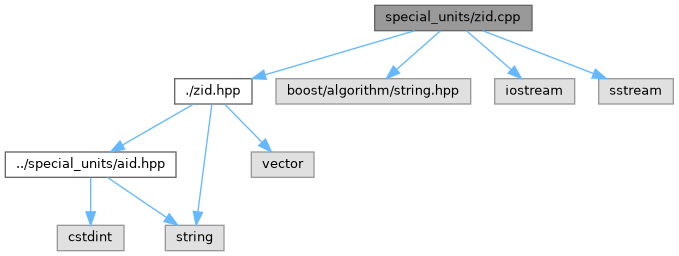 special_units/zid.cpp
./zid.hpp
boost/algorithm/string.hpp
iostream
sstream
../special_units/aid.hpp
vector
cstdint
string